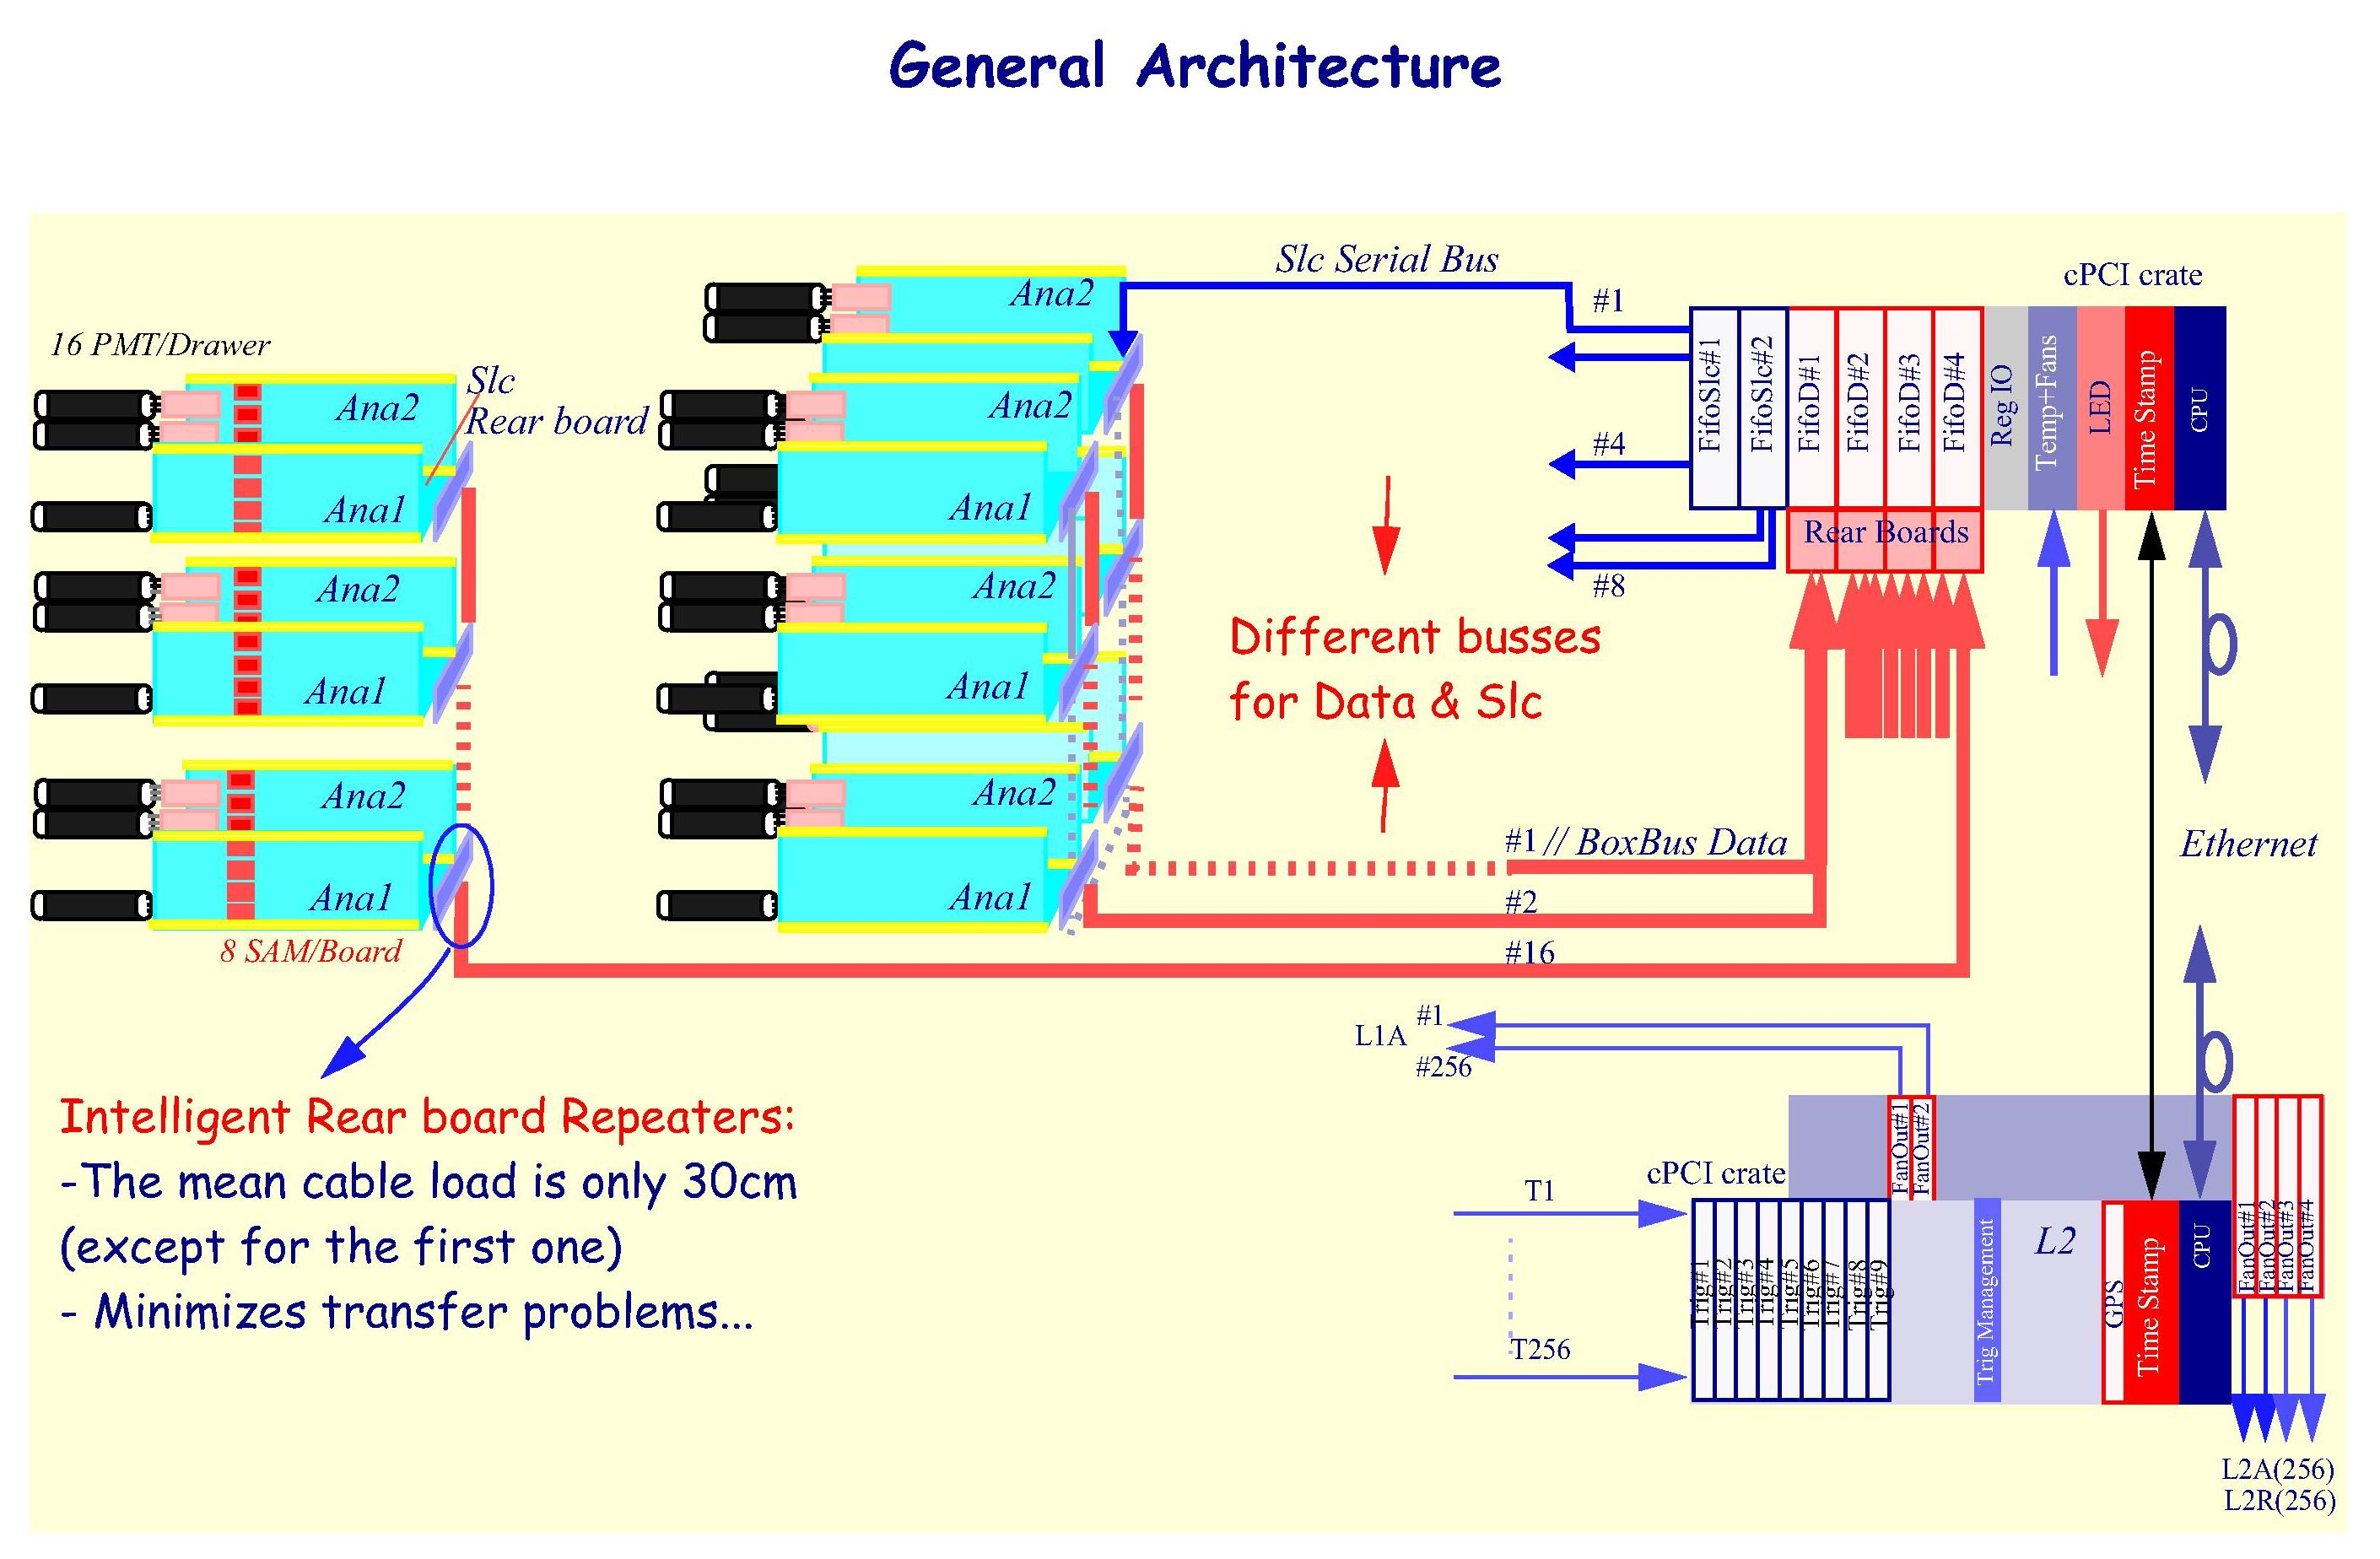 General Architecture
Slc Serial Bus
cPCI crate
16 PMT/Drawer
Slc
Rear board
Ana2
Ana1
Ana2
Ana1
Ana2
Ana1
8 SAM/Board
Ana2
Ana2
Ana1
Ana2
Ana1
Ana2
Ana1
#1
#4
#8
FifoSlc#1
FifoSlc#2
FifoD#1
FifoD#2
FifoD#3
FifoD#4
Reg IO
Temp+Fans
LED
Time Stamp
CPU
Rear Boards
Different busses
for Data & Slc
#1 // BoxBus Data
#2
#16
Ethernet
L1A
#1
#256
Intelligent Rear board Repeaters:
-The mean cable load is only 30cm
(except for the first one)
- Minimizes transfer problems...
cPCI crate
T1
T256
FanOut#1
FanOut#2
Trig#1
Trig#2
Trig#3
Trig#4
Trig#5
Trig#6
Trig#7
Trig#8
Trig#9
Trig Management
L2
GPS
Time Stamp
CPU
FanOut#1
FanOut#2
FanOut#3
FanOut#4
L2A(256)
L2R(256)